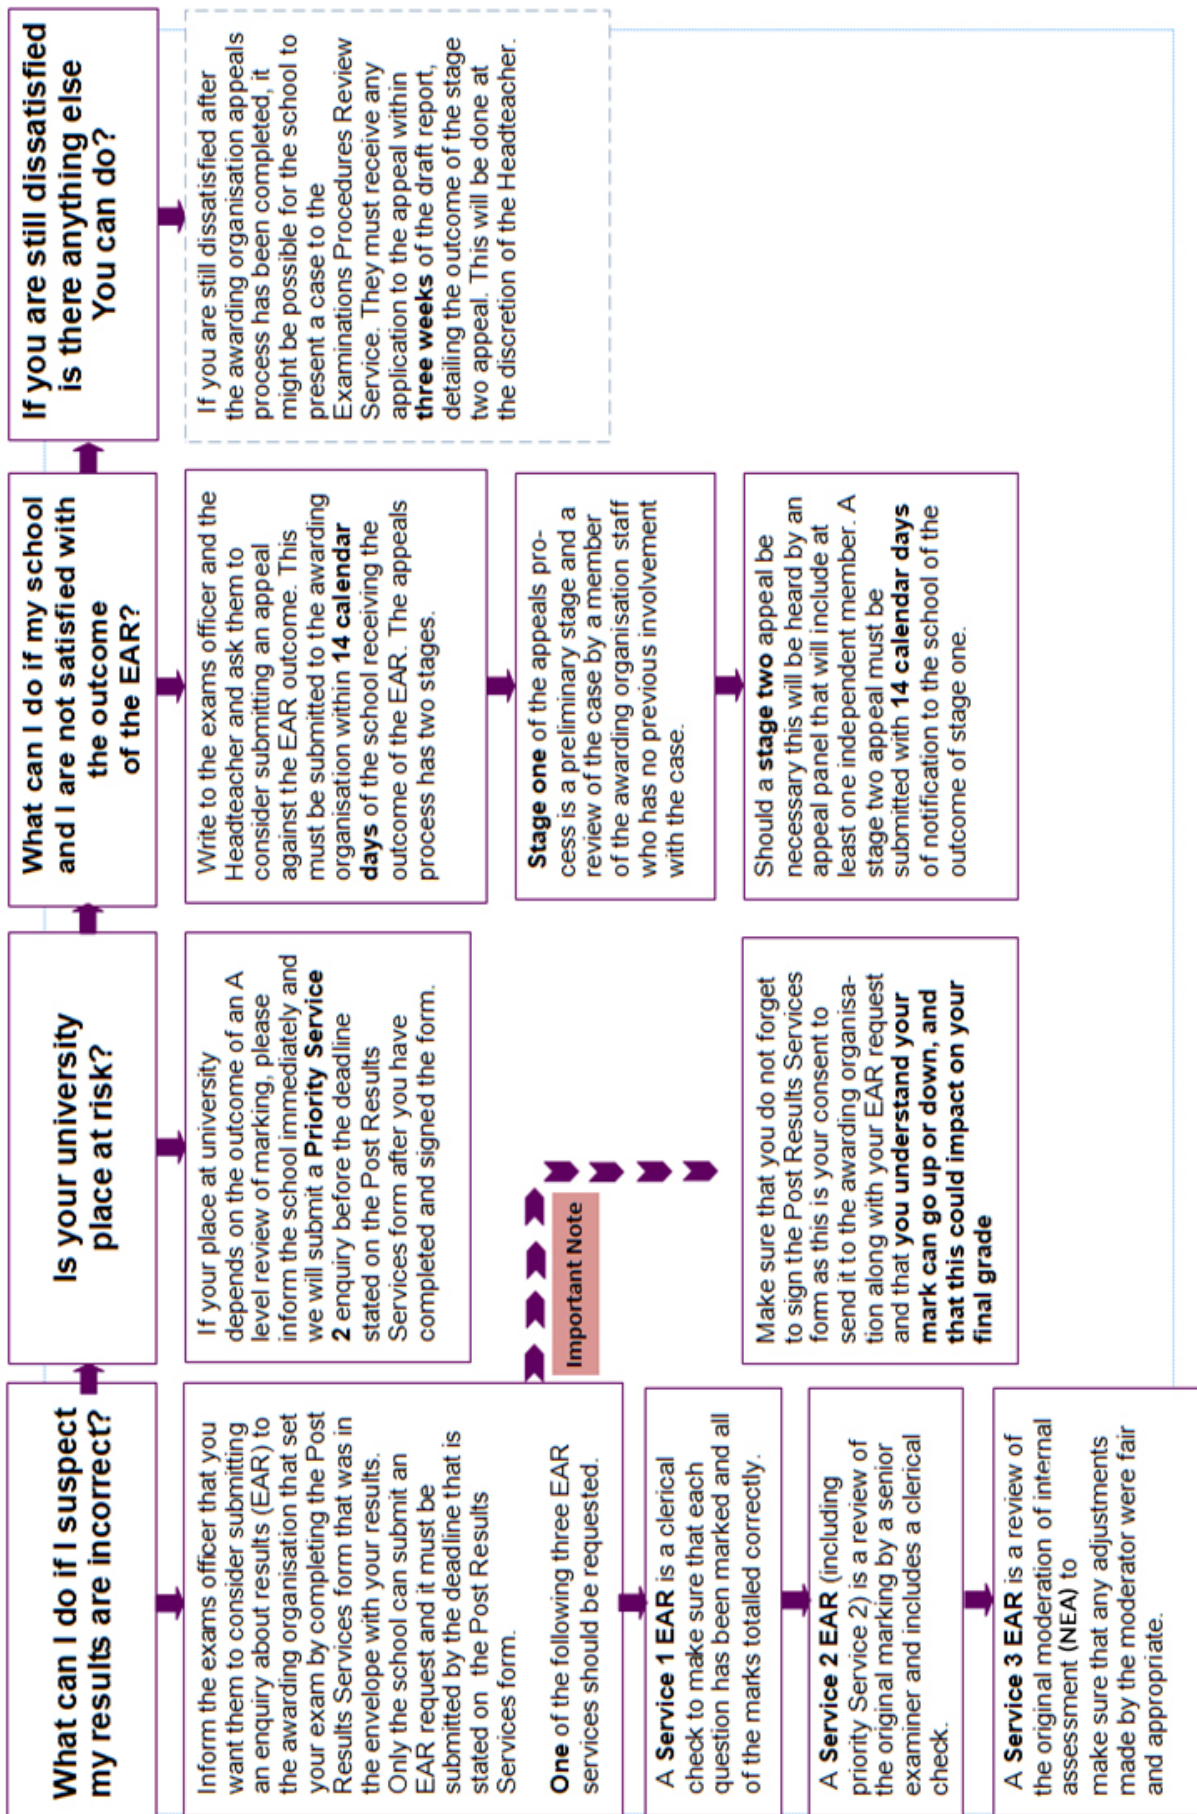 What can I do if I suspect
my results are incorrect?
Inform the exams officer that you
want them to consider submitting
an enquiry about results (EAR) to
the awarding organisation that set
your exam by completing the Post
Results Services form that was in
the envelope with your results.
Only the school can submit an
EAR request and it must be
submitted by the deadline that is
stated on the Post Results
Services form.
One of the following three EAR
services should be requested.
A Service 1 EAR is a clerical
check to make sure that each
question has been marked and all
of the marks totalled correctly.
A Service 2 EAR (including
priority Service 2) is a review of
the original marking by a senior
examiner and includes a clerical
check.
A Service 3 EAR is a review of
the original moderation of internal
assessment (NEA) to
make sure that any adjustments
made by the moderator were fair
and appropriate.
Is your university
place at risk?
If your place at university
depends on the outcome of an A
level review of marking, please
inform the school immediately and
we will submit a Priority Service
2 enquiry before the deadline
stated on the Post Results
Services form after you have
completed and signed the form.
Important Note
Make sure that you do not forget
to sign the Post Results Services
form as this is your consent to
send it to the awarding organisa-
tion along with your EAR request
and that you understand your
mark can go up or down, and
that this could impact on your
final grade
What can I do if my school
and I are not satisfied with
the outcome
of the EAR?
Write to the exams officer and the
Headteacher and ask them to
consider submitting an appeal
against the EAR outcome. This
must be submitted to the awarding
organisation within 14 calendar
days of the school receiving the
outcome of the EAR. The appeals
process has two stages.
Stage one of the appeals pro-
cess is a preliminary stage and a
review of the case by a member
of the awarding organisation staff
who has no previous involvement
with the case.
Should a stage two appeal be
necessary this will be heard by an
appeal panel that will include at
least one independent member. A
stage two appeal must be
submitted with 14 calendar days
of notification to the school of the
outcome of stage one.
If you are still dissatisfied
is there anything else
You can do?
If you are still dissatisfied after
the awarding organisation appeals
process has been completed, it
might be possible for the school to
present a case to the
Examinations Procedures Review
Service. They must receive any
application to the appeal within
three weeks of the draft report,
detailing the outcome of the stage
two appeal. This will be done at
the discretion of the Headteacher.